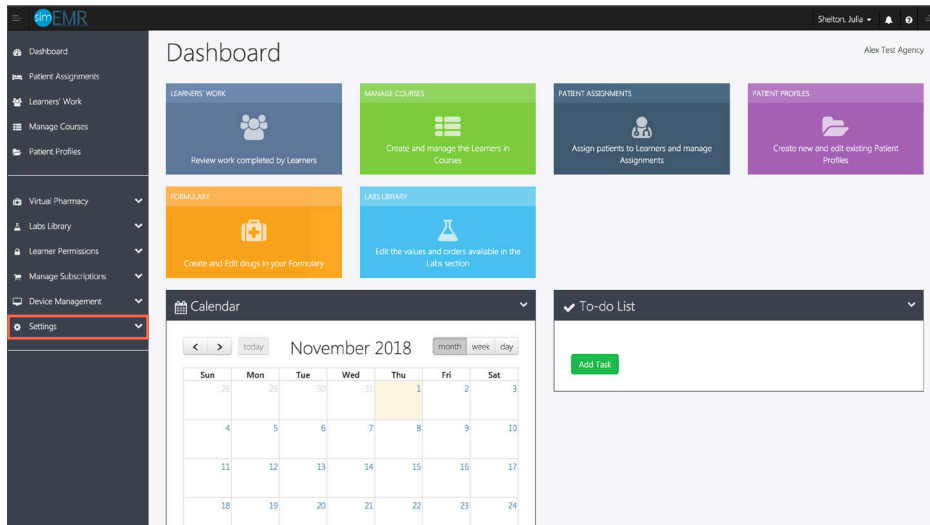 simEMR
Shelton, Julia
Dashboard
Patient Assignments
Learners' Work
Manage Courses
Patient Profiles
Virtual Pharmacy
Labs Library
Learner Permissions
Manage Subscriptions
Device Management
Settings
Dashboard
Alex Test Agency
LEARNERS' WORK
Review work completed by Learners
MANAGE COURSES
Create and manage the Learners in
Courses
PATIENT ASSIGNMENTS
Assign patients to Learners and manage
Assignments
PATIENT PROFILES
Create new and edit existing Patient
Profiles
FORMULARY
Create and Edit drugs in your Formulary
LABS LIBRARY
Edit the values and orders available in the
Labs section
Calendar
today November 2018 month week day
Sun Mon Tue Wed Thu Fri Sat
28 29 30 31 1 2 3
4 5 6 7 8 9 10
11 12 13 14 15 16 17
18 19 20 21 22 23 24
To-do List
Add Task